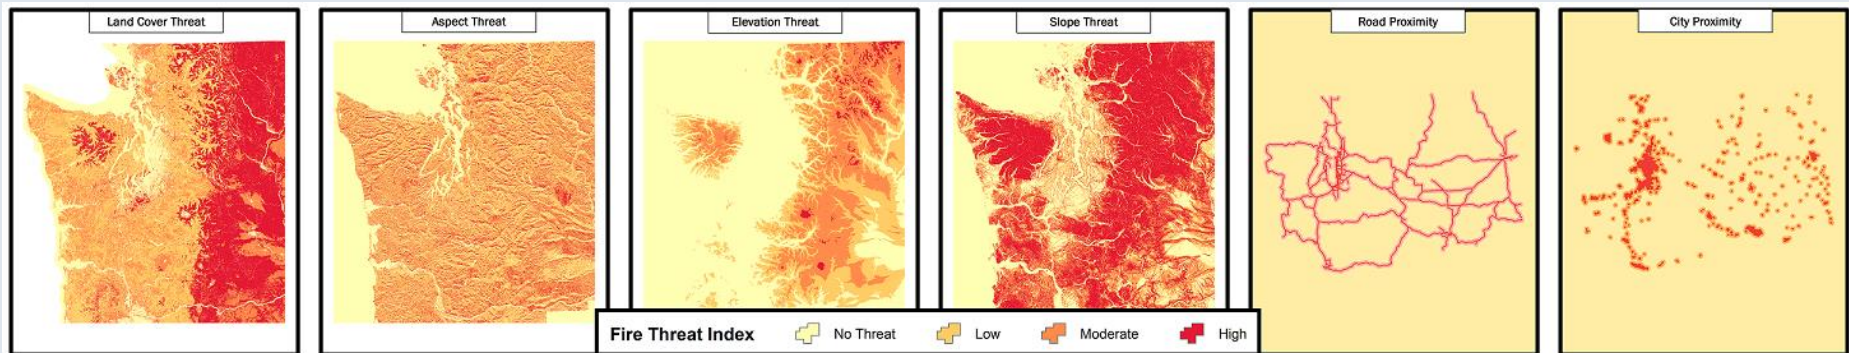 Land Cover Threat
Aspect Threat
Elevation Threat
Slope Threat
Road Proximity
City Proximity
Fire Threat Index
No Threat
Low
Moderate
High